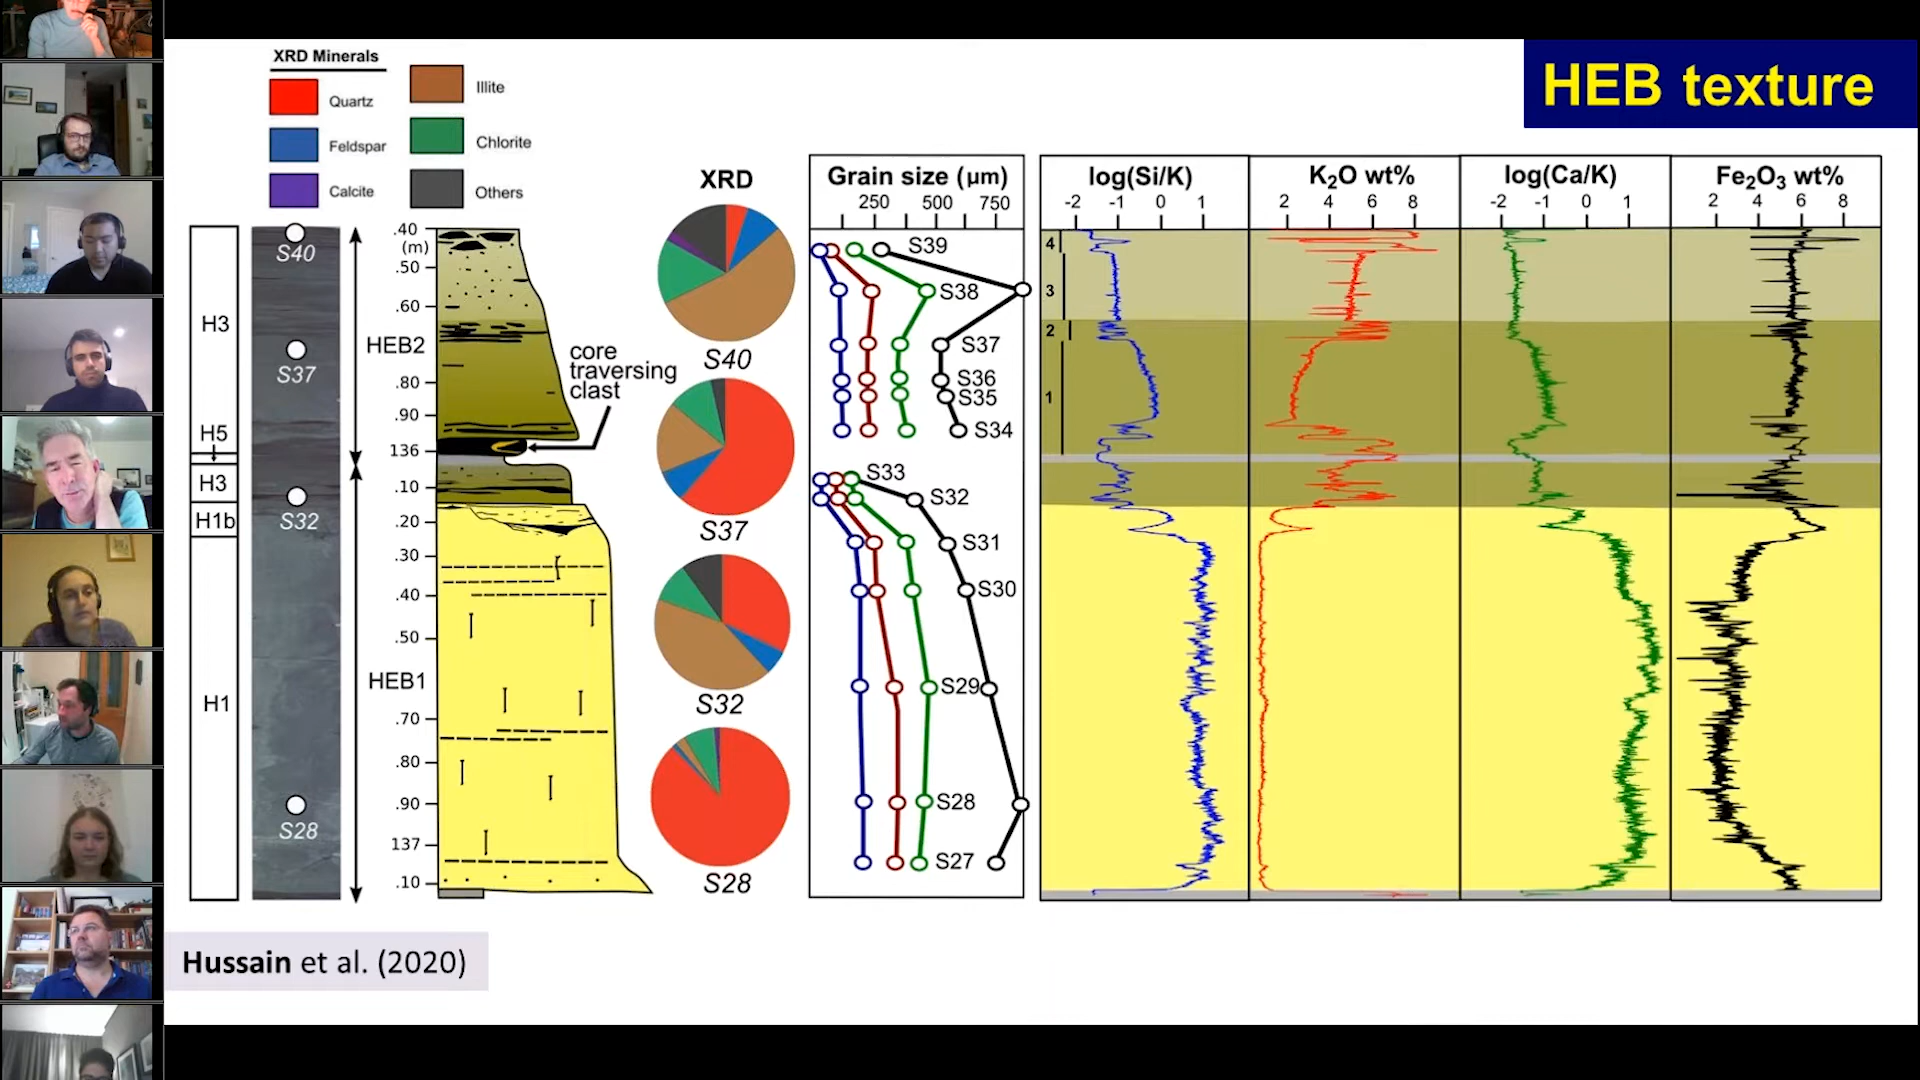 HEB texture
XRD Minerals
Quartz
Feldspar
Calcite
Illite
Chlorite
Others
H3
H5
H3
H1b
H1
S40
S37
S32
S28
.40
(m)
.50
.60
.80
.90
136
.10
.20
.30
.40
.50
.70
.80
.90
137
.10
HEB2
HEB1
core
traversing
clast
XRD
S40
S37
S32
S28
Grain size (µm)
250 500 750
S39
S38
S37
S36
S35
S34
S33
S32
S31
S30
S29
S28
S27
log(Si/K)
-2 -1 0 1
4
3
2
1
K₂O wt%
2 4 6 8
log(Ca/K)
-2 -1 0 1
Fe₂O₃ wt%
2 4 6 8
Hussain et al. (2020)